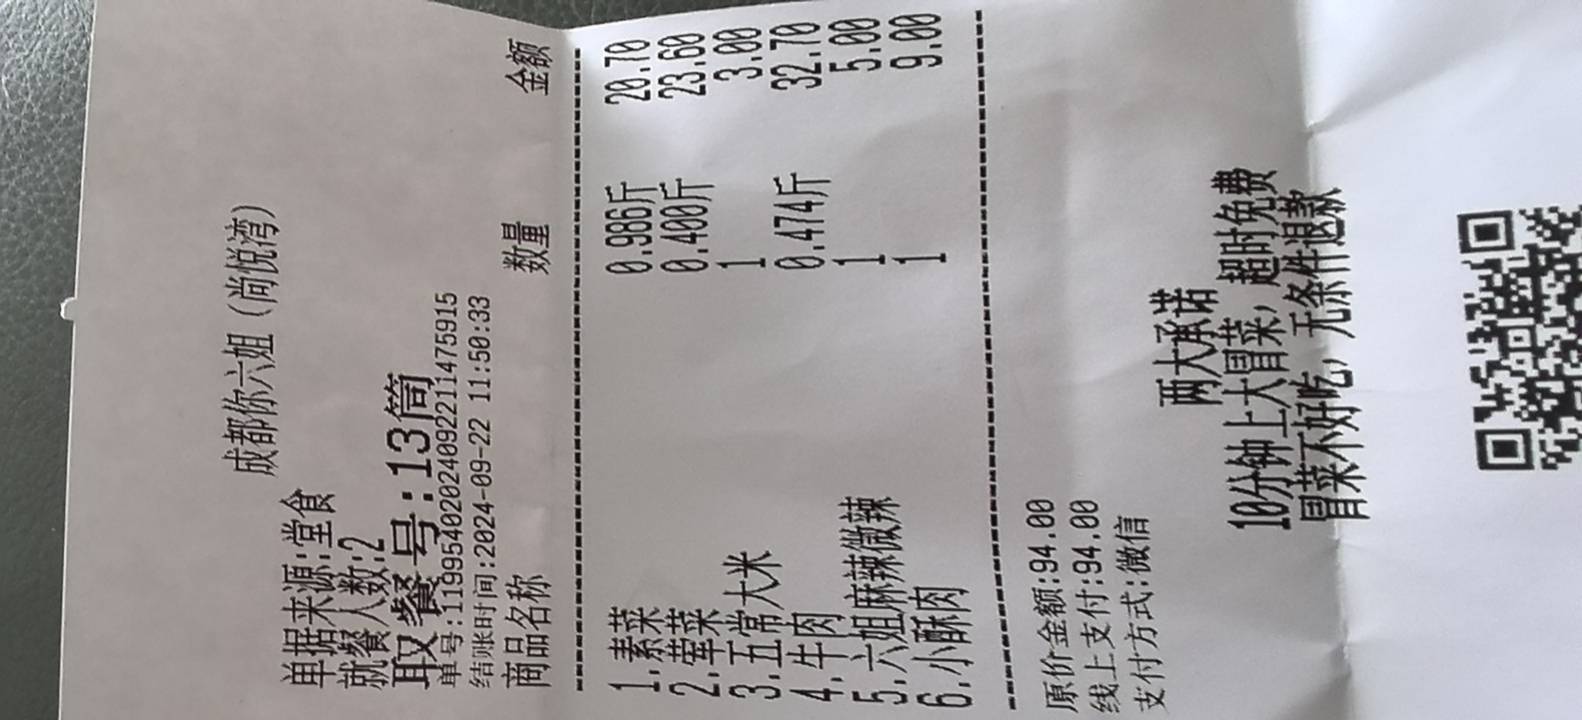 成都你六姐(尚悦湾)
单据来源:堂食
就餐人数:2
取餐号:13筒
单号:119954020240922114759​15
结账时间:2024-09-22 11:50:33
商品名称 数量 金额
1.素菜 0.986斤 20.70
2.荤菜 0.400斤 23.60
3.五常大米 1 3.00
4.牛肉 0.474斤 32.70
5.六姐麻辣微辣 1 5.00
6.小酥肉 1 9.00
原价金额:94.00
线上支付:94.00
支付方式:微信
两大承诺
10分钟上大冒菜,超时免费
冒菜不好吃,无条件退款